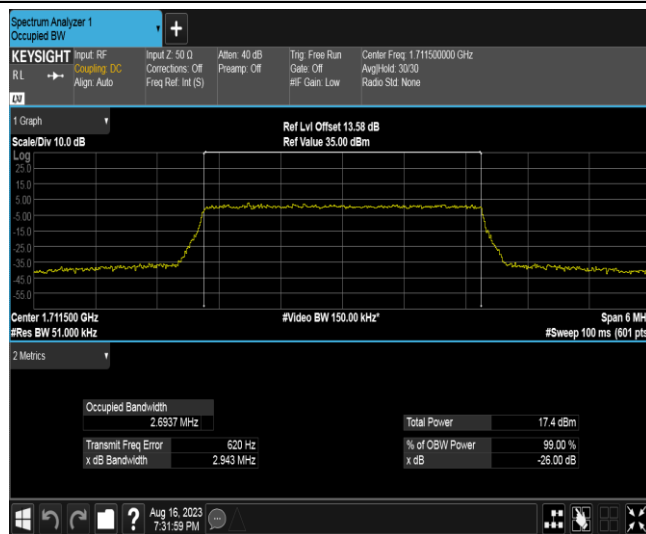 Spectrum Analyzer 1
Occupied BW
+
KEYSIGHT Input: RF Input Z: 50 Ω Atten: 40 dB Trig: Free Run Center Freq: 1.711500000 GHz
RL Coupling: DC Corrections: Off Preamp: Off Gate: Off Avg|Hold: 30/30
Align: Auto Freq Ref: Int (S) #IF Gain: Low Radio Std: None
LXI
1 Graph
Ref Lvl Offset 13.58 dB
Scale/Div 10.0 dB Ref Value 35.00 dBm
Log
25.0
15.0
5.00
-5.00
-15.0
-25.0
-35.0
-45.0
-55.0
Center 1.711500 GHz #Video BW 150.00 kHz* Span 6 MH
#Res BW 51.000 kHz #Sweep 100 ms (601 pts
2 Metrics
Occupied Bandwidth
2.6937 MHz Total Power 17.4 dBm
Transmit Freq Error 620 Hz % of OBW Power 99.00 %
x dB Bandwidth 2.943 MHz x dB -26.00 dB
? Aug 16, 2023
7:31:59 PM